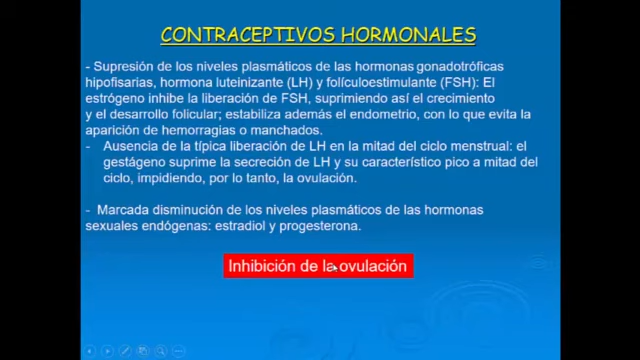 CONTRACEPTIVOS HORMONALES
- Supresión de los niveles plasmáticos de las hormonas gonadotróficas
hipofisarias, hormona luteinizante (LH) y folículoestimulante (FSH): El
estrógeno inhibe la liberación de FSH, suprimiendo así el crecimiento
y el desarrollo folicular; estabiliza además el endometrio, con lo que evita la
aparición de hemorragias o manchados.
- Ausencia de la típica liberación de LH en la mitad del ciclo menstrual: el
gestágeno suprime la secreción de LH y su característico pico a mitad del
ciclo, impidiendo, por lo tanto, la ovulación.
- Marcada disminución de los niveles plasmáticos de las hormonas
sexuales endógenas: estradiol y progesterona.
Inhibición de la ovulación